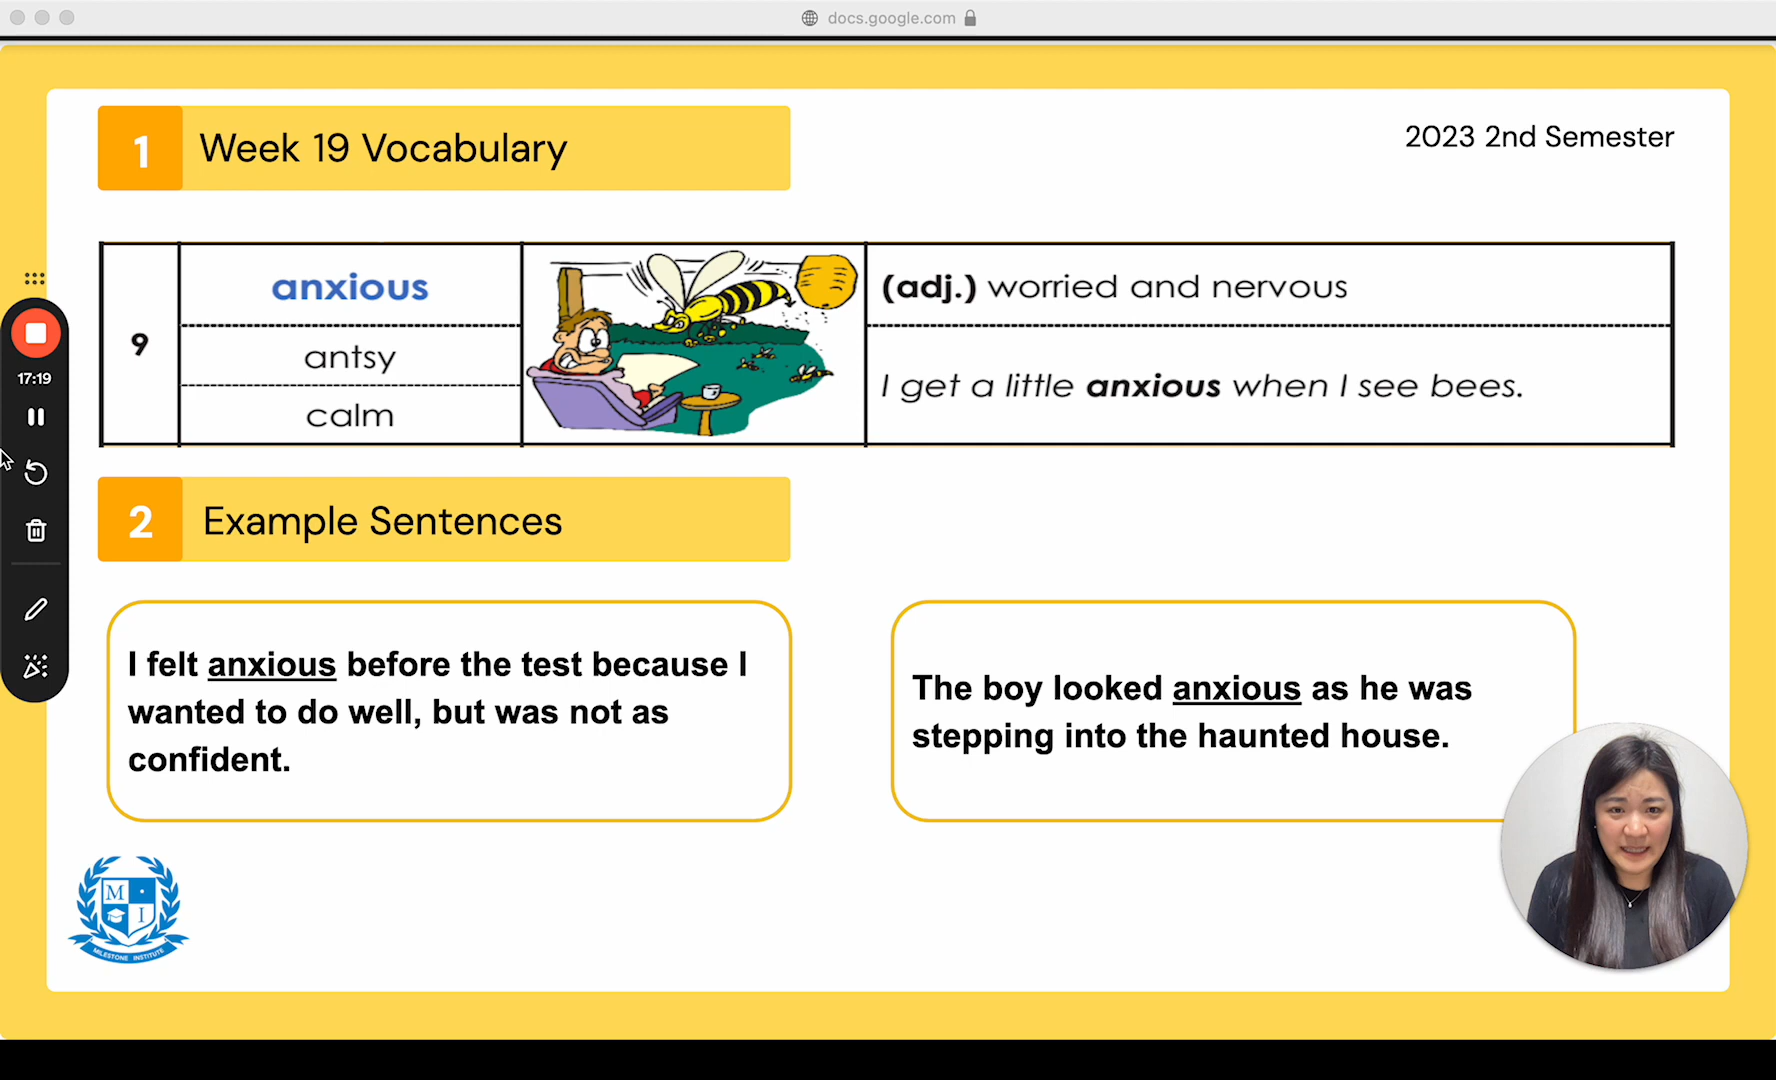 docs.google.com
1 Week 19 Vocabulary
2023 2nd Semester
9
anxious
antsy
calm
(adj.) worried and nervous
I get a little anxious when I see bees.
17:19
2 Example Sentences
I felt anxious before the test because I
wanted to do well, but was not as
confident.
The boy looked anxious as he was
stepping into the haunted house.
M
I
MILESTONE INSTITUTE